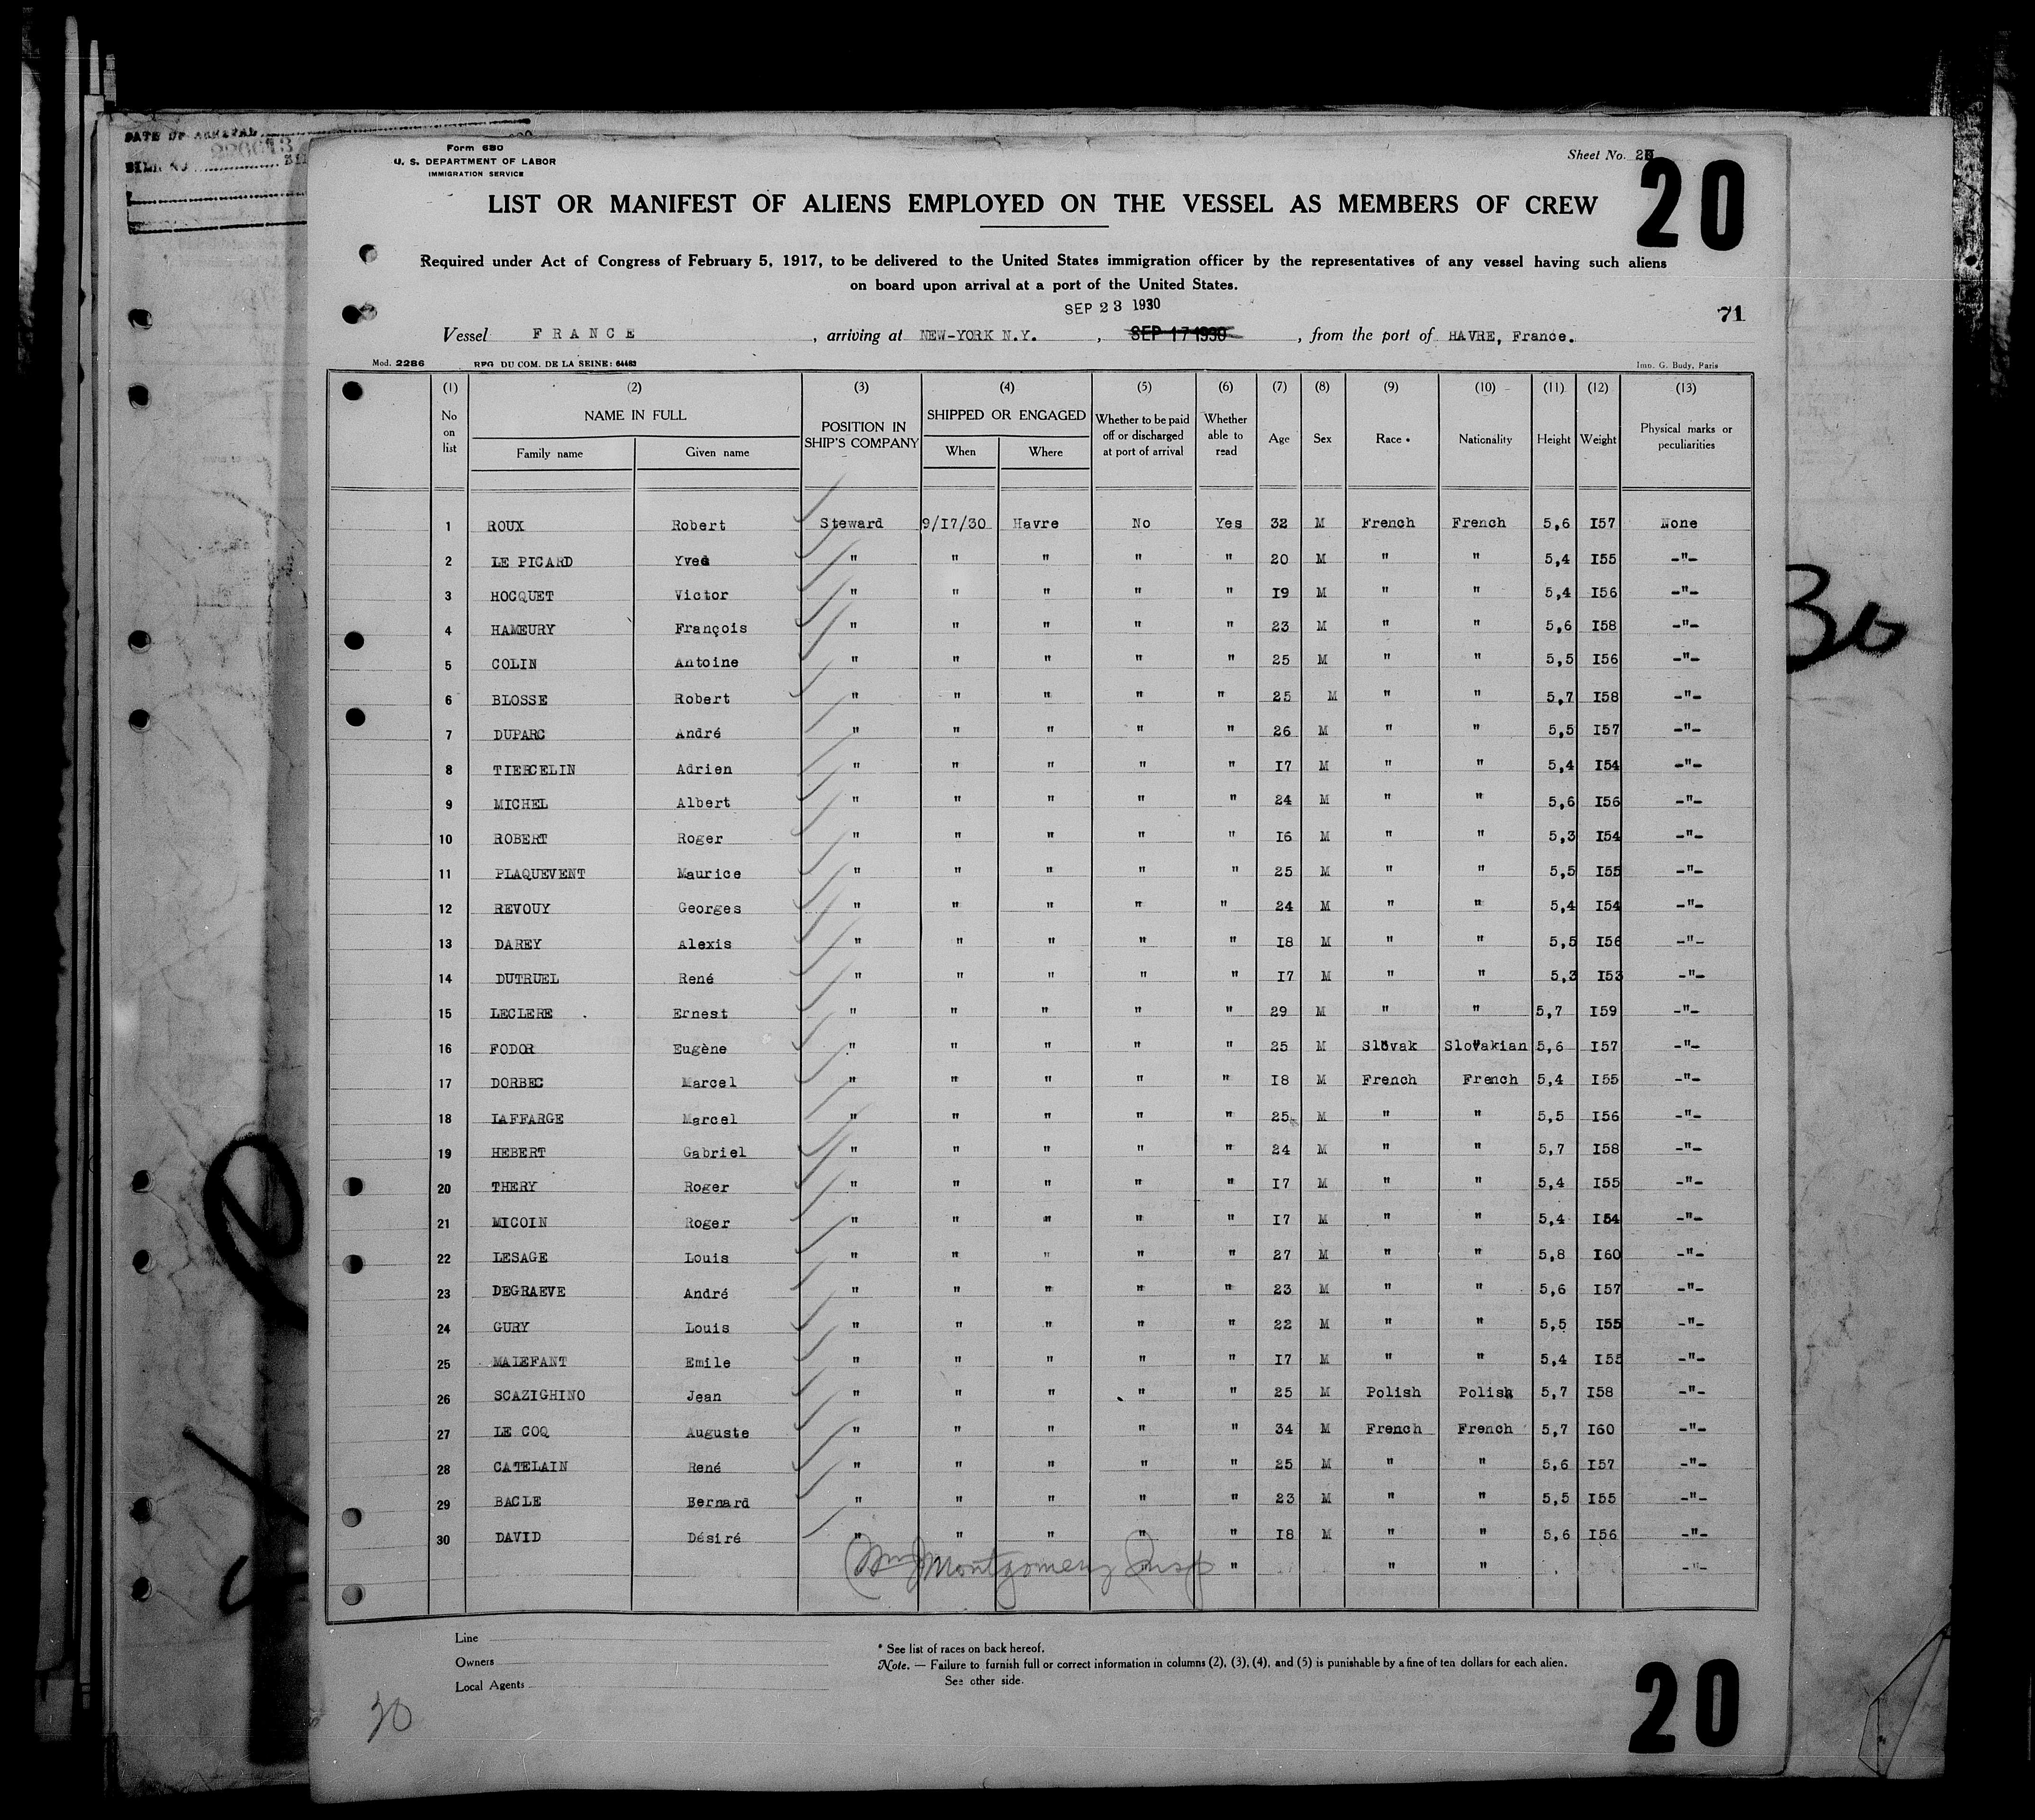 DATE OF ARRIVAL
226613
Form 680
U. S. DEPARTMENT OF LABOR
IMMIGRATION SERVICE
Sheet No. 20
20
LIST OR MANIFEST OF ALIENS EMPLOYED ON THE VESSEL AS MEMBERS OF CREW
Required under Act of Congress of February 5, 1917, to be delivered to the United States immigration officer by the representatives of any vessel having such aliens
on board upon arrival at a port of the United States.
SEP 23 1930
71
Vessel FRANCE , arriving at NEW-YORK N.Y. , SEP 17 1930 , from the port of HAVRE, France.
Mod. 2286 REG DU COM. DE LA SEINE: 64463 Imp. G. Budy, Paris
(1) (2) (3) (4) (5) (6) (7) (8) (9) (10) (11) (12) (13)
No on list NAME IN FULL Family name Given name POSITION IN SHIP'S COMPANY SHIPPED OR ENGAGED When Where Whether to be paid off or discharged at port of arrival Whether able to read Age Sex Race * Nationality Height Weight Physical marks or peculiarities
1 ROUX Robert Steward 9/17/30 Havre No Yes 32 M French French 5,6 157 None
2 LE PICARD Yves " " " " " 20 M " " 5,4 155 -"-
3 HOCQUET Victor " " " " " 19 M " " 5,4 156 -"-
4 HAMEURY François " " " " " 23 M " " 5,6 158 -"-
5 COLIN Antoine " " " " " 25 M " " 5,5 156 -"-
6 BLOSSE Robert " " " " " 25 M " " 5,7 158 -"-
7 DUPARC André " " " " " 26 M " " 5,5 157 -"-
8 TIERCELIN Adrien " " " " " 17 M " " 5,4 154 -"-
9 MICHEL Albert " " " " " 24 M " " 5,6 156 -"-
10 ROBERT Roger " " " " " 16 M " " 5,3 154 -"-
11 PLAQUEVENT Maurice " " " " " 25 M " " 5,5 155 -"-
12 REVOUY Georges " " " " " 24 M " " 5,4 154 -"-
13 DAREY Alexis " " " " " 18 M " " 5,5 156 -"-
14 DUTRUEL René " " " " " 17 M " " 5,3 153 -"-
15 LECLERE Ernest " " " " " 29 M " " 5,7 159 -"-
16 FODOR Eugène " " " " " 25 M Slovak Slovakian 5,6 157 -"-
17 DORBEC Marcel " " " " " 18 M French French 5,4 155 -"-
18 LAFFARGE Marcel " " " " " 25 M " " 5,5 156 -"-
19 HEBERT Gabriel " " " " " 24 M " " 5,7 158 -"-
20 THERY Roger " " " " " 17 M " " 5,4 155 -"-
21 MICOIN Roger " " " " " 17 M " " 5,4 154 -"-
22 LESAGE Louis " " " " " 27 M " " 5,8 160 -"-
23 DEGRAEVE André " " " " " 23 M " " 5,6 157 -"-
24 GURY Louis " " " " " 22 M " " 5,5 155 -"-
25 MALEFANT Emile " " " " " 17 M " " 5,4 155 -"-
26 SCAZIGHINO Jean " " " " " 25 M Polish Polish 5,7 158 -"-
27 LE COQ Auguste " " " " " 34 M French French 5,7 160 -"-
28 CATELAIN René " " " " " 25 M " " 5,6 157 -"-
29 BACLE Bernard " " " " " 23 M " " 5,5 155 -"-
30 DAVID Désiré " " " " " 18 M " " 5,6 156 -"-
Wm J Montgomery Insp " " " " -"-
Line
Owners
Local Agents
* See list of races on back hereof.
Note. — Failure to furnish full or correct information in columns (2), (3), (4), and (5) is punishable by a fine of ten dollars for each alien.
See other side.
20
30
30